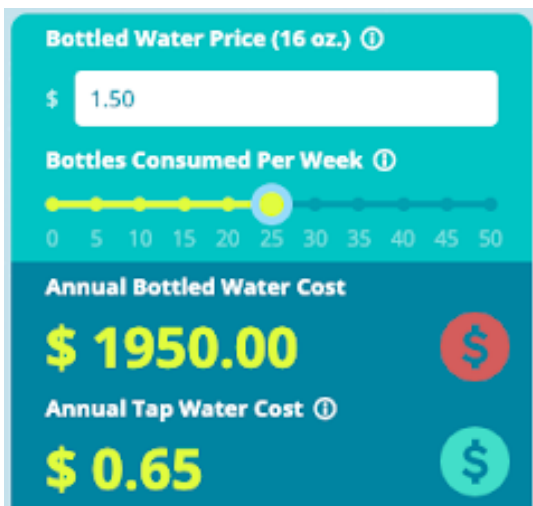 Bottled Water Price (16 oz.) ⓘ
$ 1.50
Bottles Consumed Per Week ⓘ
0 5 10 15 20 25 30 35 40 45 50
Annual Bottled Water Cost
$ 1950.00 $
Annual Tap Water Cost ⓘ
$ 0.65 $